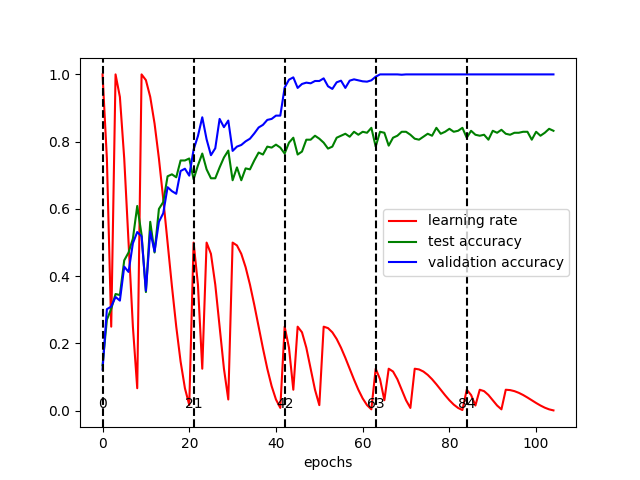 1.0
0.8
0.6
0.4
0.2
0.0
learning rate
test accuracy
validation accuracy
0 21 42 63 84
0 20 40 60 80 100
epochs